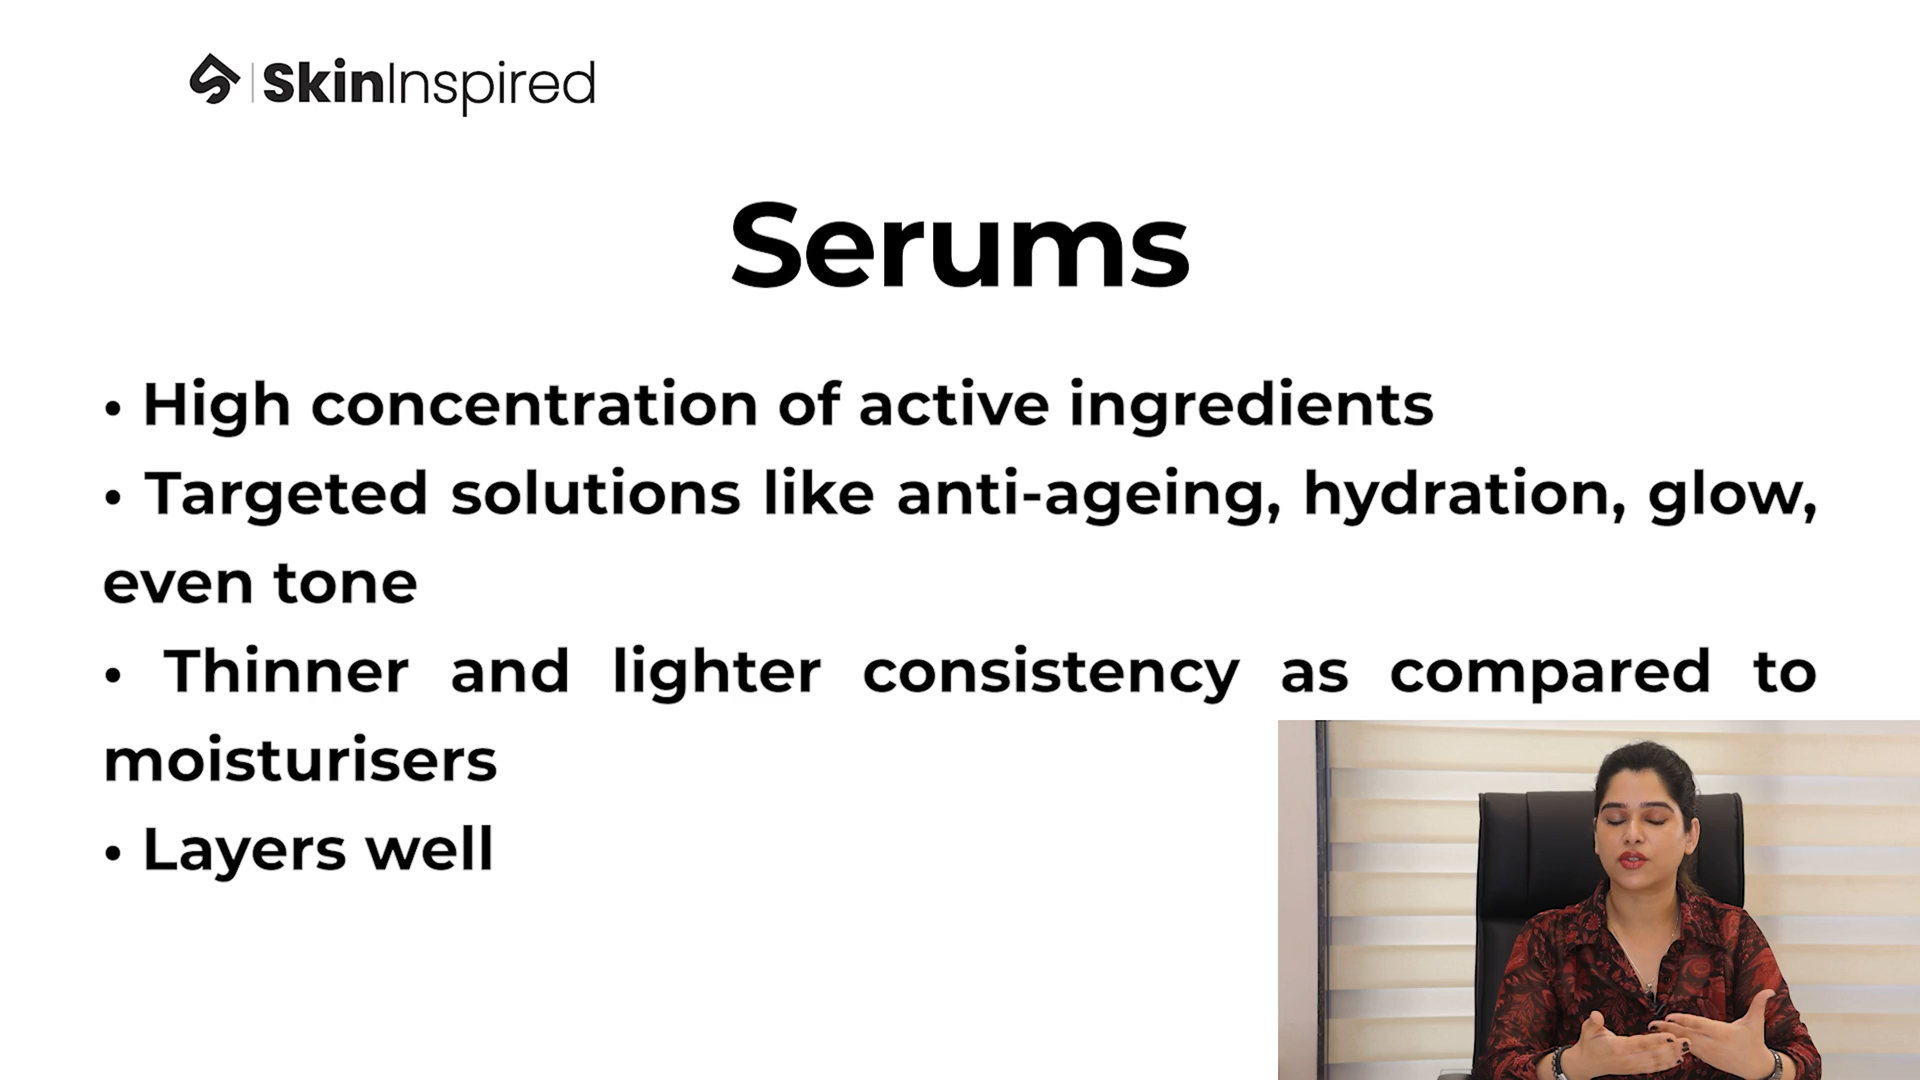 SkinInspired
Serums
• High concentration of active ingredients
• Targeted solutions like anti-ageing, hydration, glow,
even tone
• Thinner and lighter consistency as compared to
moisturisers
• Layers well